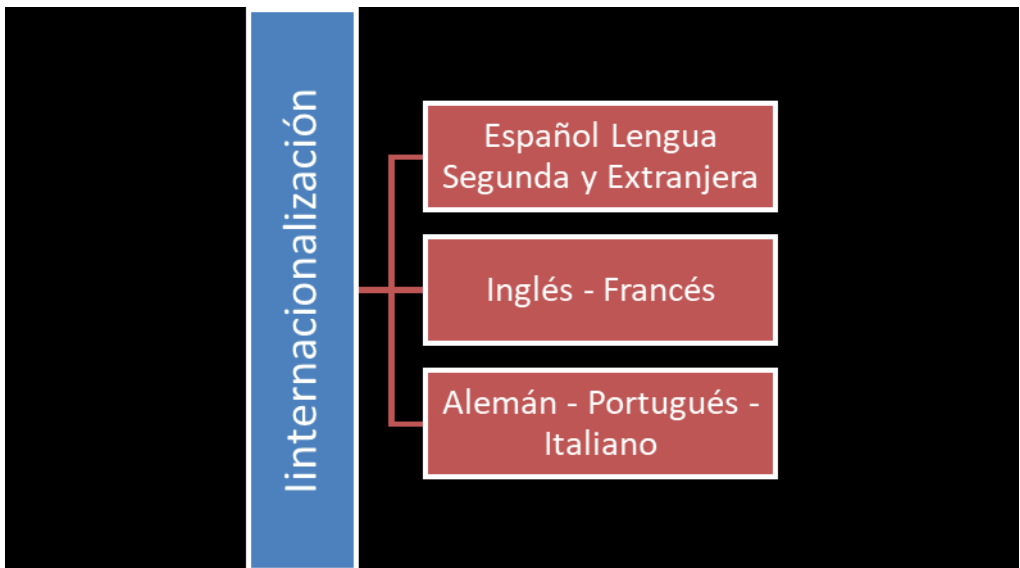 Iinternacionalización
Español Lengua
Segunda y Extranjera
Inglés - Francés
Alemán - Portugués -
Italiano